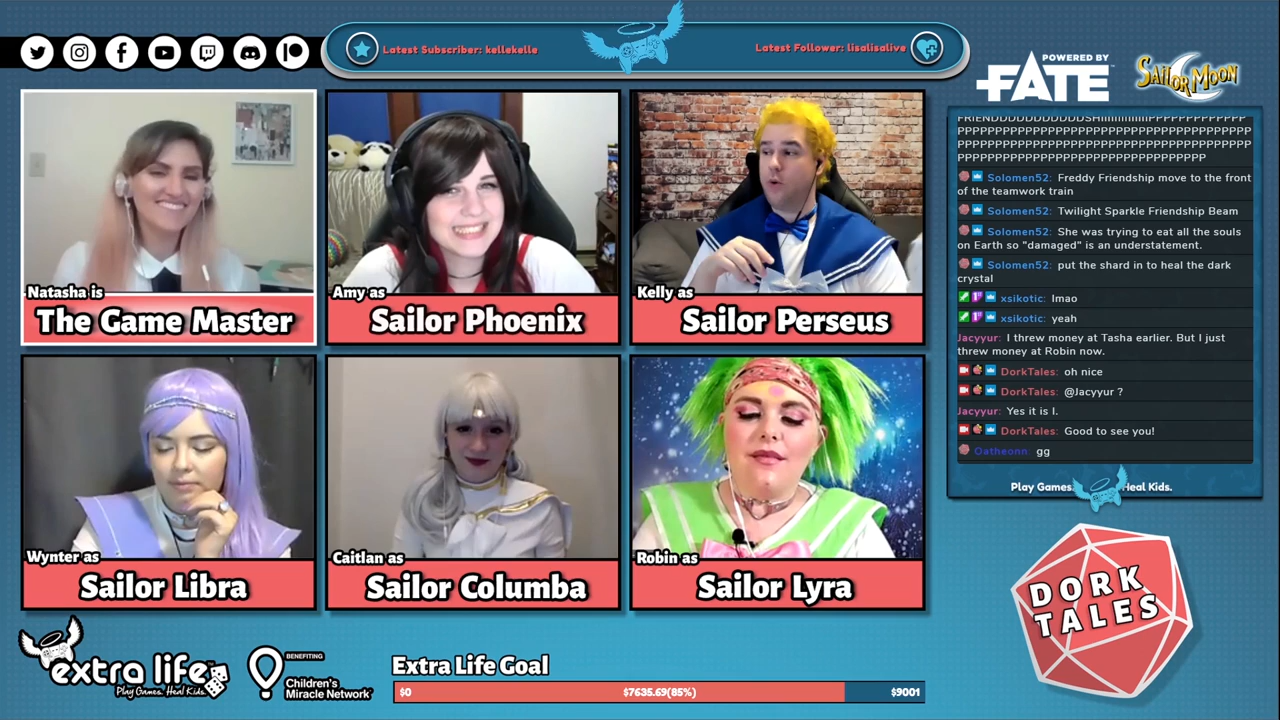 Latest Subscriber: kellekelle
Latest Follower: lisalisalive
POWERED BY
FATE
SAILOR MOON
Natasha is
The Game Master
Amy as
Sailor Phoenix
Kelly as
Sailor Perseus
Wynter as
Sailor Libra
Caitlan as
Sailor Columba
Robin as
Sailor Lyra
Solomen52: Freddy Friendship move to the front
of the teamwork train
Solomen52: Twilight Sparkle Friendship Beam
Solomen52: She was trying to eat all the souls
on Earth so "damaged" is an understatement.
Solomen52: put the shard in to heal the dark
crystal
xsikotic: lmao
xsikotic: yeah
Jacyyur: I threw money at Tasha earlier. But I just
threw money at Robin now.
DorkTales: oh nice
DorkTales: @Jacyyur ?
Jacyyur: Yes it is I.
DorkTales: Good to see you!
Oatheonn: gg
Play Games. Heal Kids.
DORK
TALES
extra life
Play Games. Heal Kids.
BENEFITING
Children's
Miracle Network
Extra Life Goal
$0 $7635.69(85%) $9001